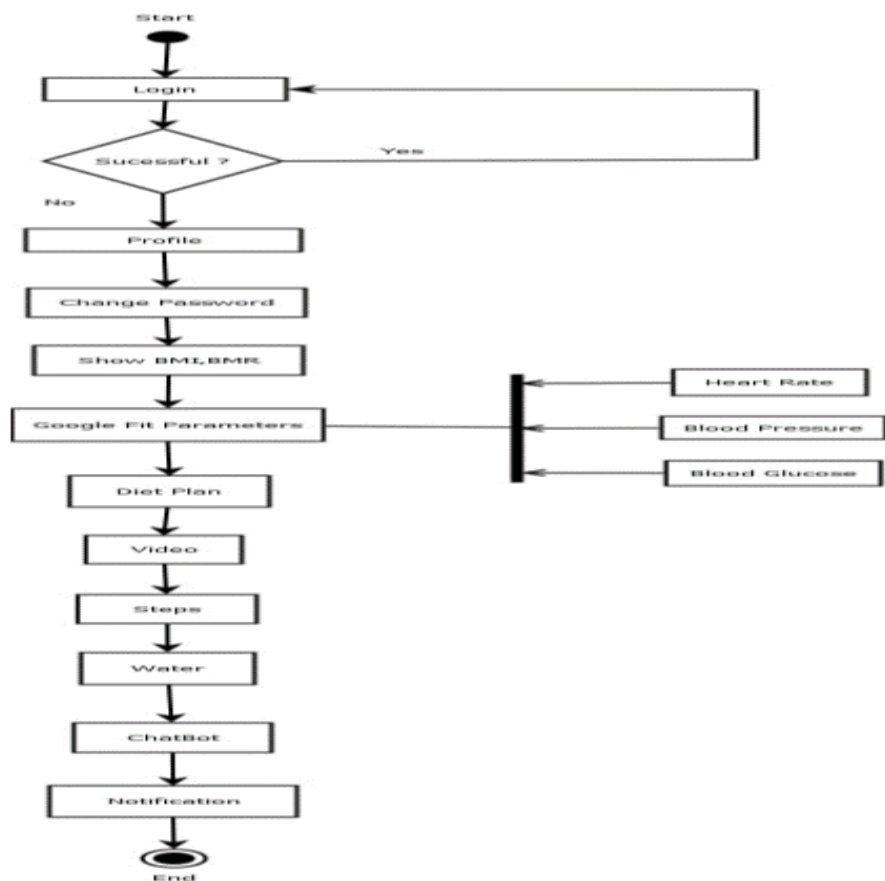 Start
Login
Sucessful ?
Yes
No
Profile
Change Password
Show BMI,BMR
Heart Rate
Google Fit Parameters
Blood Pressure
Blood Glucose
Diet Plan
Video
Steps
Water
ChatBot
Notification
End